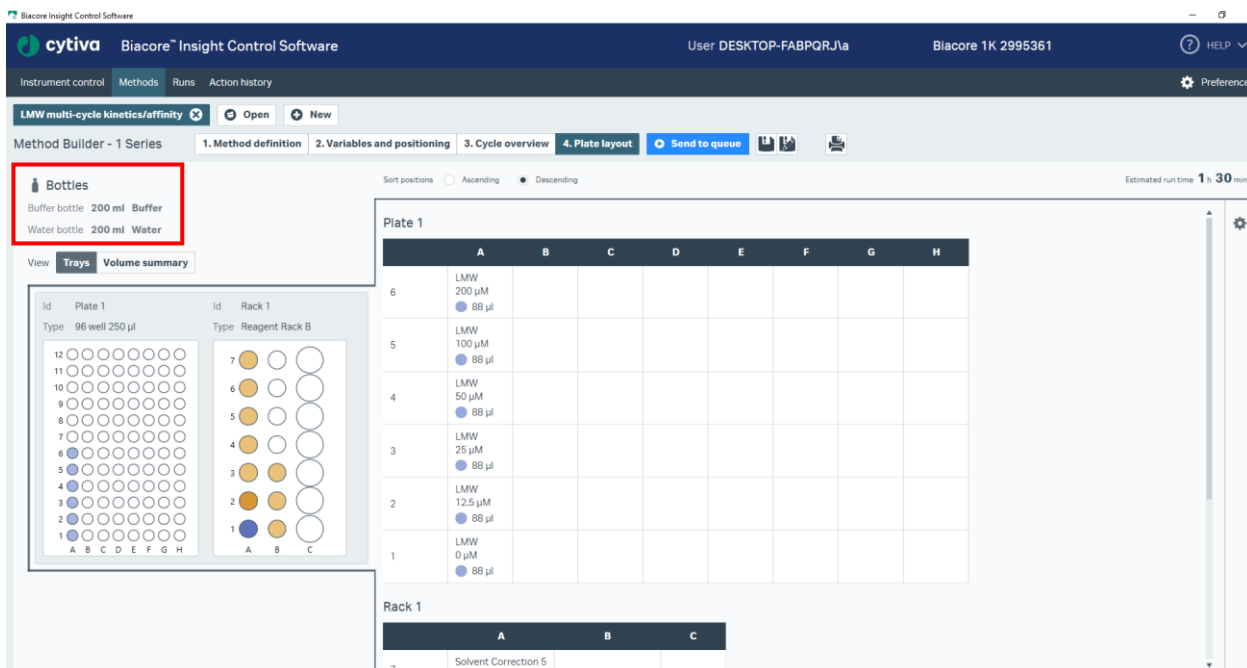 Biacore Insight Control Software
cytiva Biacore™ Insight Control Software User DESKTOP-FABPQRJ\a Biacore 1K 2995361 ? HELP
Instrument control Methods Runs Action history Preference
LMW multi-cycle kinetics/affinity Open New
Method Builder - 1 Series 1. Method definition 2. Variables and positioning 3. Cycle overview 4. Plate layout Send to queue
Sort positions Ascending Descending Estimated run time 1 h 30 min
Bottles
Buffer bottle 200 ml Buffer
Water bottle 200 ml Water
View Trays Volume summary
Id Plate 1 Id Rack 1
Type 96 well 250 µl Type Reagent Rack B
12
11
10
9
8
7
6
5
4
3
2
1
A B C D E F G H
7
6
5
4
3
2
1
A B C
Plate 1
A B C D E F G H
6
LMW
200 µM
88 µl
5
LMW
100 µM
88 µl
4
LMW
50 µM
88 µl
3
LMW
25 µM
88 µl
2
LMW
12.5 µM
88 µl
1
LMW
0 µM
88 µl
Rack 1
A B C
Solvent Correction 5